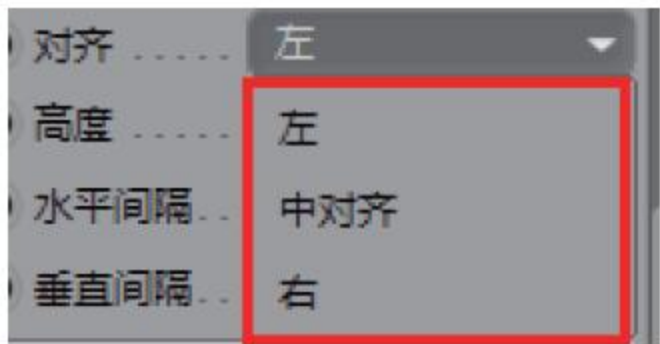 对齐 ..... 左
高度 ..... 左
水平间隔.. 中对齐
垂直间隔.. 右